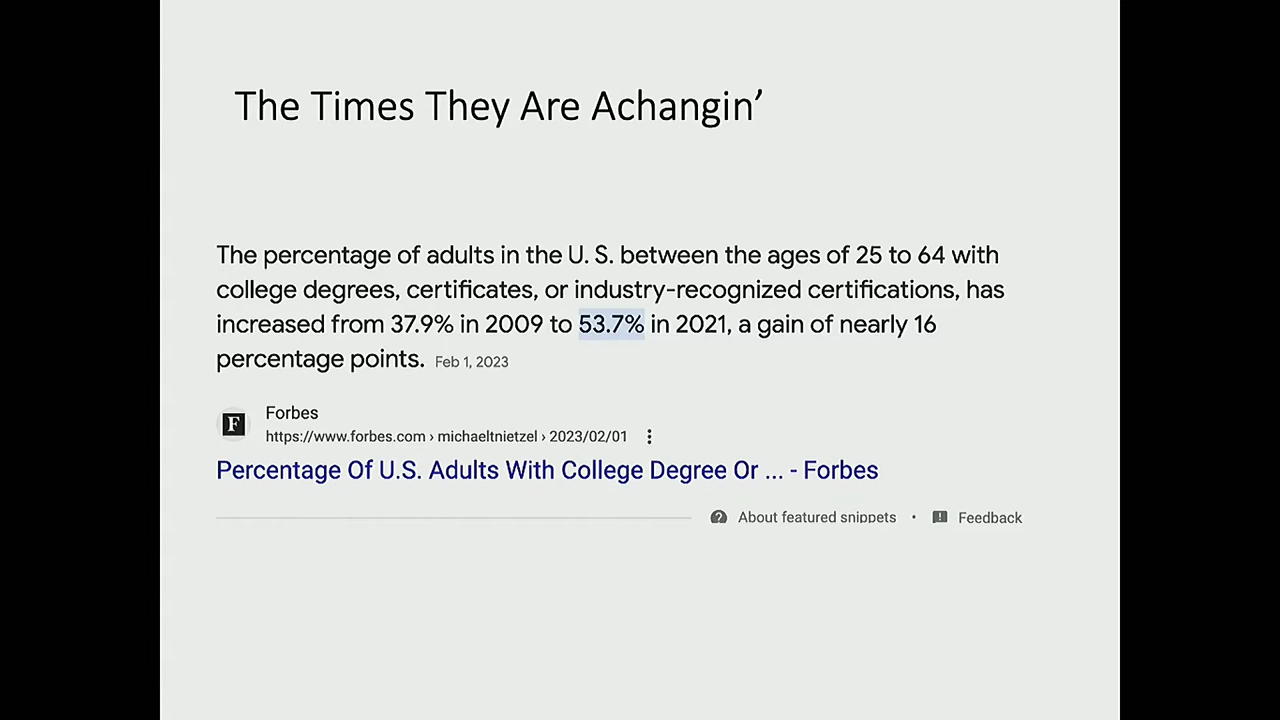 The Times They Are Achangin’
The percentage of adults in the U. S. between the ages of 25 to 64 with
college degrees, certificates, or industry-recognized certifications, has
increased from 37.9% in 2009 to 53.7% in 2021, a gain of nearly 16
percentage points. Feb 1, 2023
F
Forbes
https://www.forbes.com › michaeltnietzel › 2023/02/01
Percentage Of U.S. Adults With College Degree Or ... - Forbes
About featured snippets • Feedback